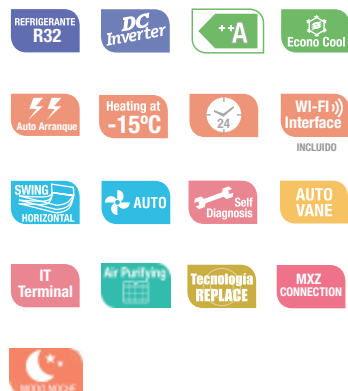 REFRIGERANTE
R32
DC
Inverter
++A
Econo Cool
Auto Arranque
Heating at
-15ºC
24
WI-FI
Interface
INCLUIDO
SWING
HORIZONTAL
AUTO
Self
Diagnosis
AUTO
VANE
IT
Terminal
Air Purifying
Tecnología
REPLACE
MXZ
CONNECTION
MODO NOCHE